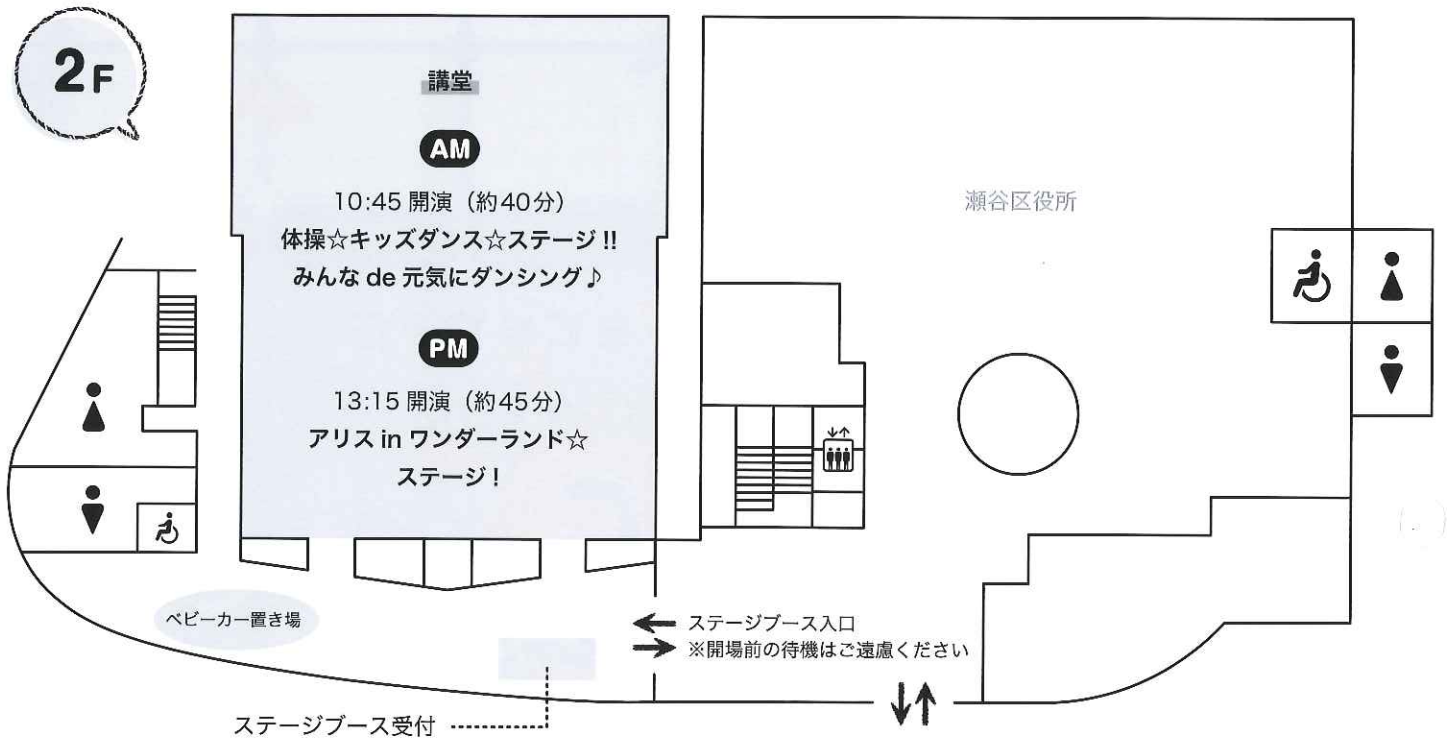 2F
講堂
AM
10:45 開演（約40分）
体操☆キッズダンス☆ステージ!!
みんな de 元気にダンシング♪
PM
13:15 開演（約45分）
アリス in ワンダーランド☆
ステージ!
瀬谷区役所
ベビーカー置き場
ステージブース入口
※開場前の待機はご遠慮ください
ステージブース受付